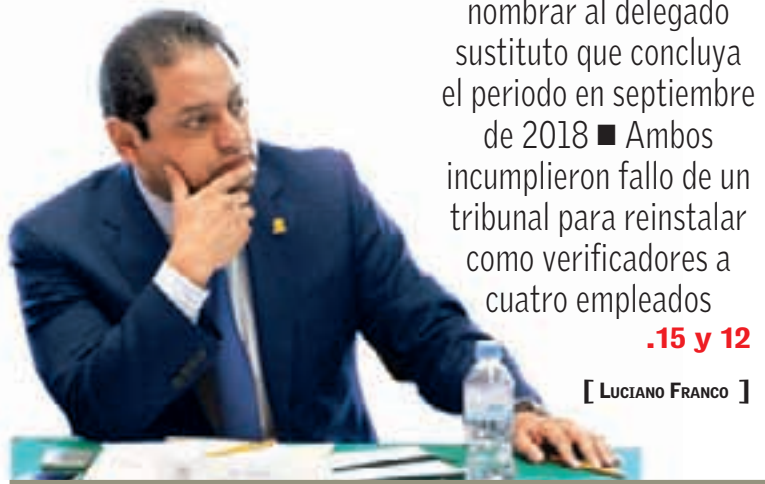 nombrar al delegado
sustituto que concluya
el periodo en septiembre
de 2018 ■ Ambos
incumplieron fallo de un
tribunal para reinstalar
como verificadores a
cuatro empleados
.15 y 12
[ LUCIANO FRANCO ]